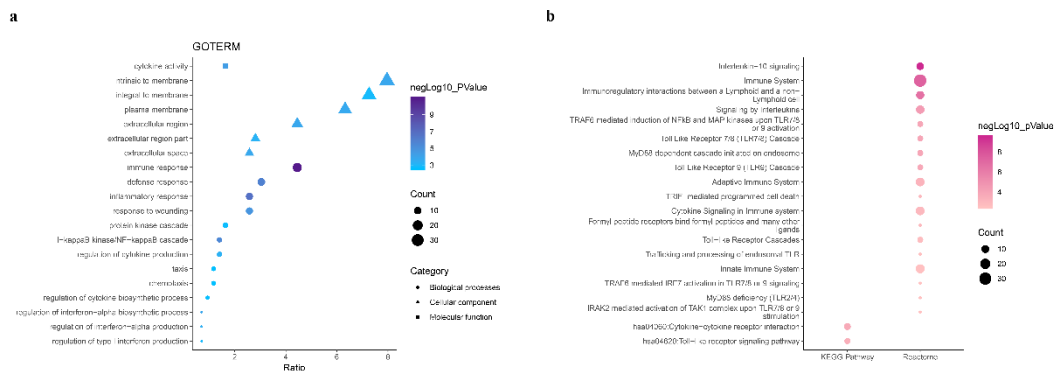 a
GOTERM
cytokine activity
intrinsic to membrane
integral to membrane
plasma membrane
extracellular region
extracellular region part
extracellular space
immune response
defense response
inflammatory response
response to wounding
protein kinase cascade
I-kappaB kinase/NF-kappaB cascade
regulation of cytokine production
taxis
chemotaxis
regulation of cytokine biosynthetic process
regulation of interferon-alpha biosynthetic process
regulation of interferon-alpha production
regulation of type I interferon production
2
4
6
8
Ratio
negLog10_PValue
9
7
5
3
Count
10
20
30
Category
Biological processes
Cellular component
Molecular function
b
Interleukin-10 signaling
Immune System
Immunoregulatory interactions between a Lymphoid and a non-
Lymphoid cell
Signaling by Interleukins
TRAF6 mediated induction of NFkB and MAP kinases upon TLR7/8
or 9 activation
Toll Like Receptor 7/8 (TLR7/8) Cascade
MyD88 dependent cascade initiated on endosome
Toll Like Receptor 9 (TLR9) Cascade
Adaptive Immune System
TRIF mediated programmed cell death
Cytokine Signaling in Immune system
Formyl peptide receptors bind formyl peptides and many other
ligands
Toll-like Receptor Cascades
Trafficking and processing of endosomal TLR
Innate Immune System
TRAF6 mediated IRF7 activation in TLR7/8 or 9 signaling
MyD88 deficiency (TLR2/4)
IRAK2 mediated activation of TAK1 complex upon TLR7/8 or 9
stimulation
hsa04060:Cytokine-cytokine receptor interaction
hsa04620:Toll-like receptor signaling pathway
KEGG Pathway
Reactome
negLog10_pValue
8
6
4
Count
10
20
30